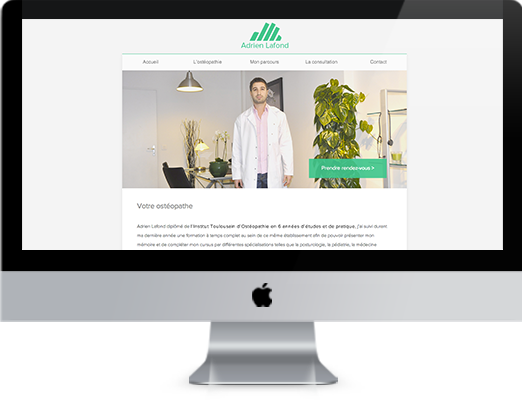 Adrien Lafond
Accueil
L'ostéopathie
Mon parcours
La consultation
Contact
Prendre rendez-vous >
Votre ostéopathe
Adrien Lafond diplômé de l'Institut Toulousain d'Ostéopathie en 6 années d'études et de pratique, j'ai suivi durant
ma dernière année une formation à temps complet au sein de ce même établissement afin de pouvoir présenter mon
mémoire et de compléter mon cursus par différentes spécialisations telles que la posturologie, la pédiatrie, la médecine